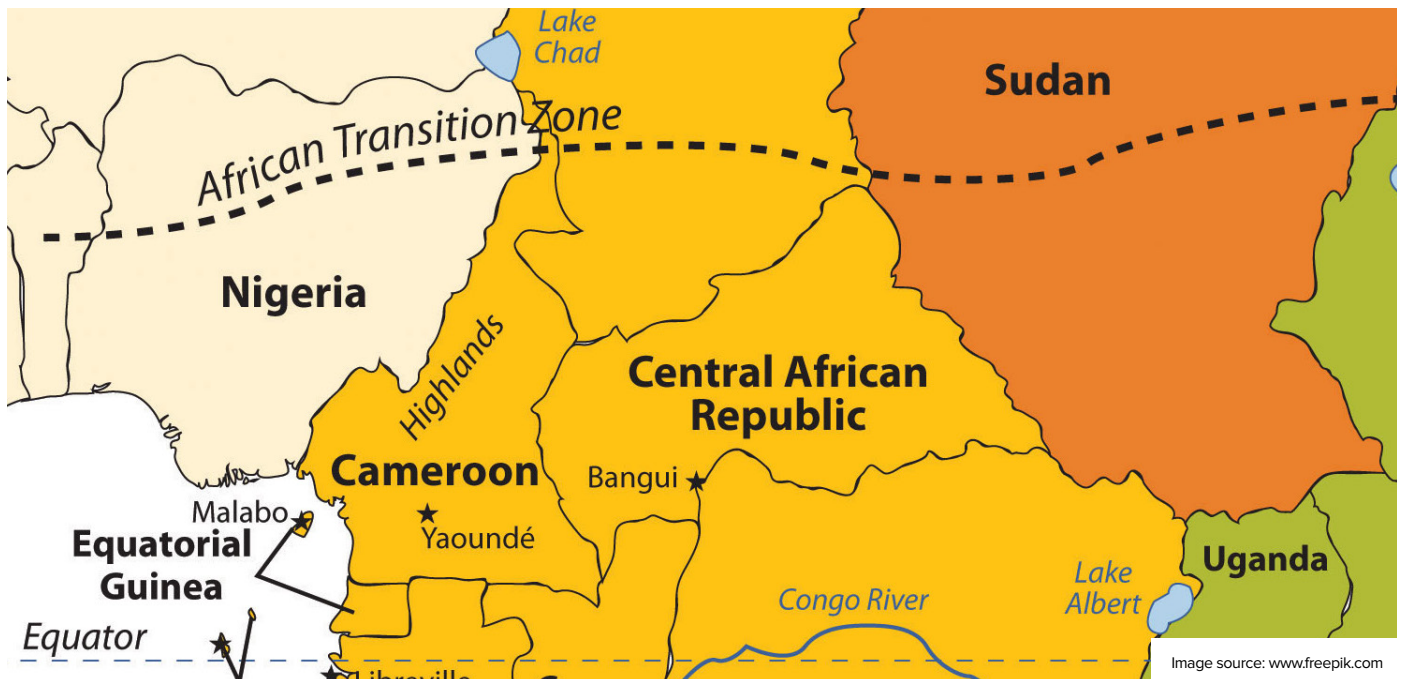 Lake
Chad
Sudan
African Transition Zone
Nigeria
Highlands
Central African
Republic
Cameroon
Bangui
Malabo
Yaoundé
Equatorial
Guinea
Uganda
Lake
Albert
Congo River
Equator
Image source: www.freepik.com